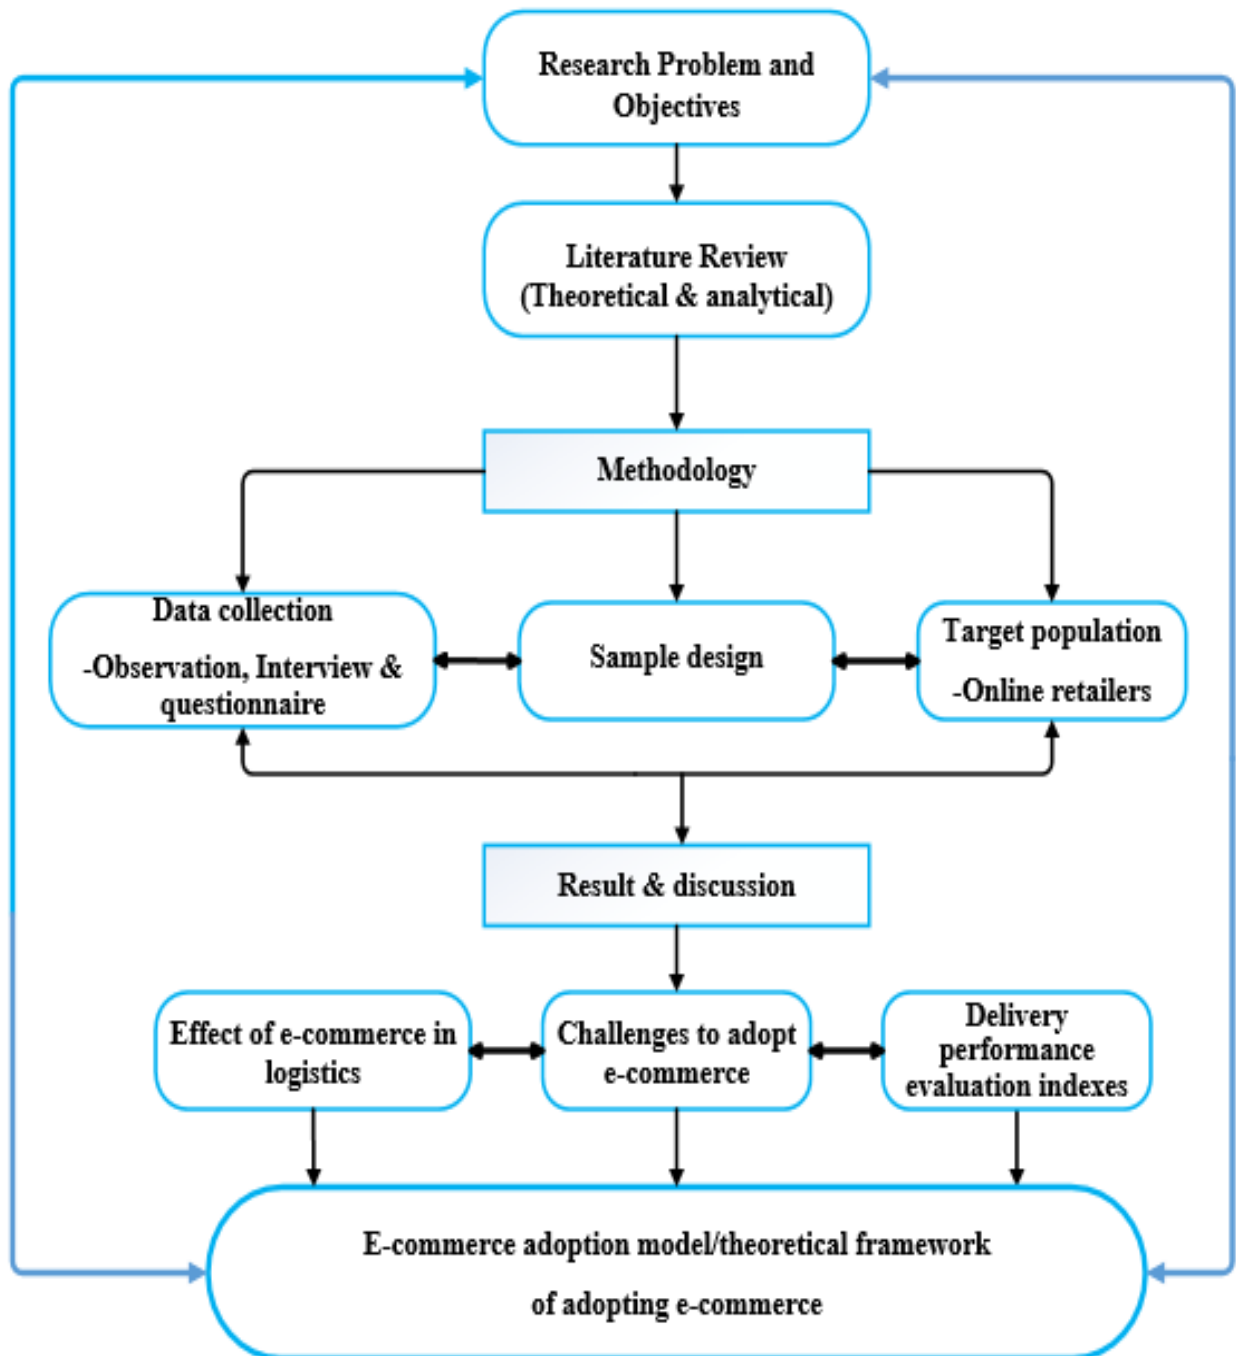 Research Problem and
Objectives
Literature Review
(Theoretical & analytical)
Methodology
Data collection
-Observation, Interview &
questionnaire
Sample design
Target population
-Online retailers
Result & discussion
Effect of e-commerce in
logistics
Challenges to adopt
e-commerce
Delivery
performance
evaluation indexes
E-commerce adoption model/theoretical framework
of adopting e-commerce